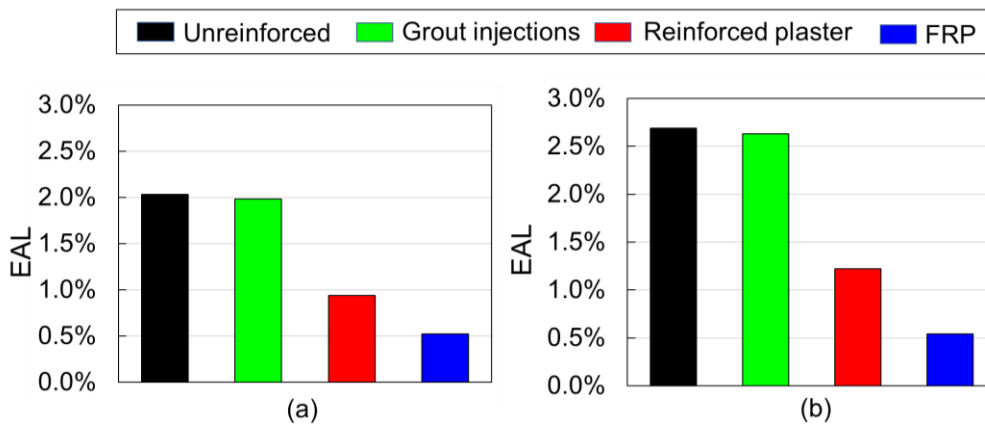 Unreinforced Grout injections Reinforced plaster FRP
3.0%
2.5%
2.0%
1.5%
1.0%
0.5%
0.0%
EAL
(a)
3.0%
2.5%
2.0%
1.5%
1.0%
0.5%
0.0%
EAL
(b)